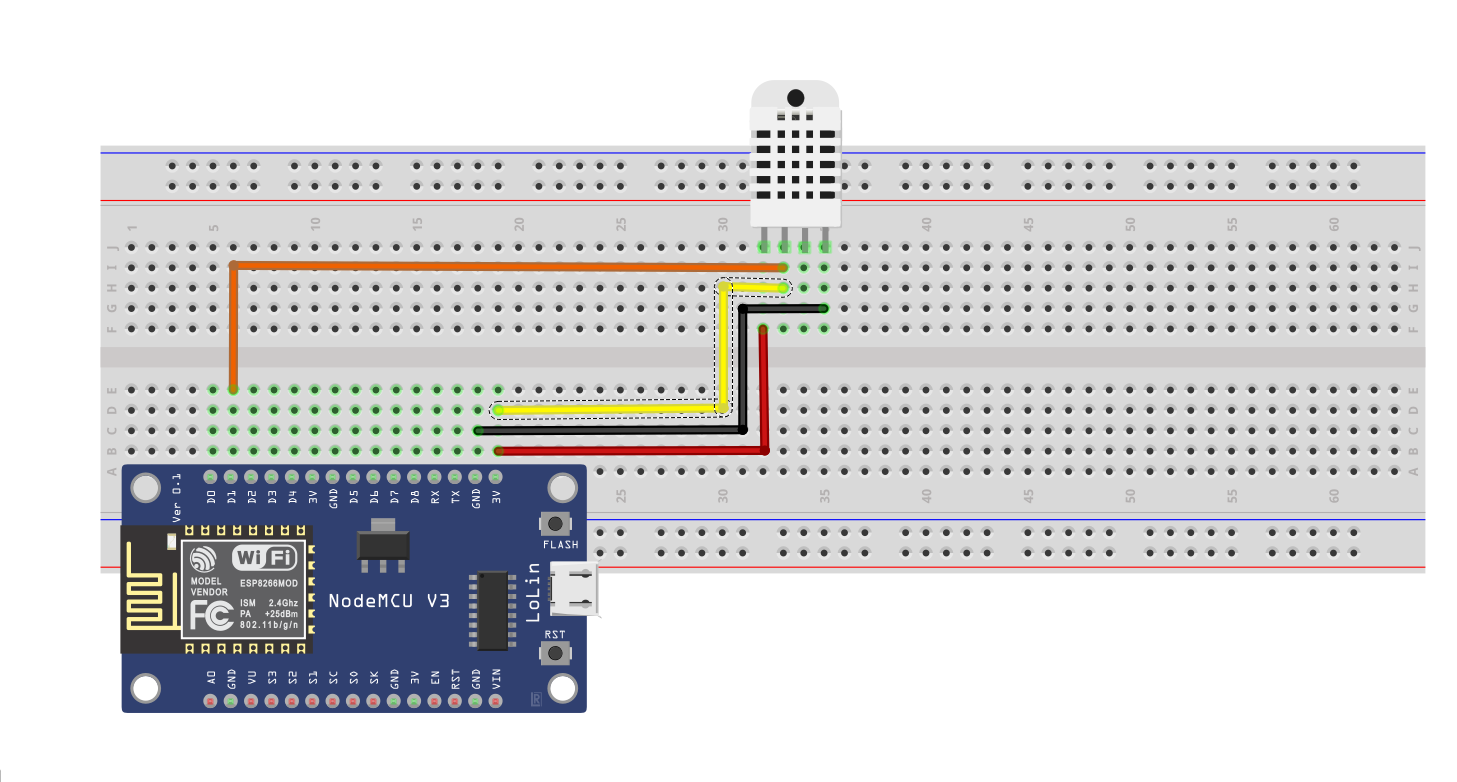 1 5 10 15 20 30 40 45 50 55 60
J J
I I
H H
G G
F F
E E
D D
C C
B B
A A
25 30 35 40 45 50 55 60
Ver 0.1
D0 D1 D2 D3 D4 3V GND D5 D6 D7 D8 RX TX GND 3V
FLASH
WiFi
MODEL
VENDOR
ESP8266MOD
FC
ISM 2.4Ghz
PA +25dBm
802.11b/g/n
NodeMCU V3
LoLin
RST
A0 GND VU S3 S2 S1 SC S0 SK GND 3V EN RST GND VIN